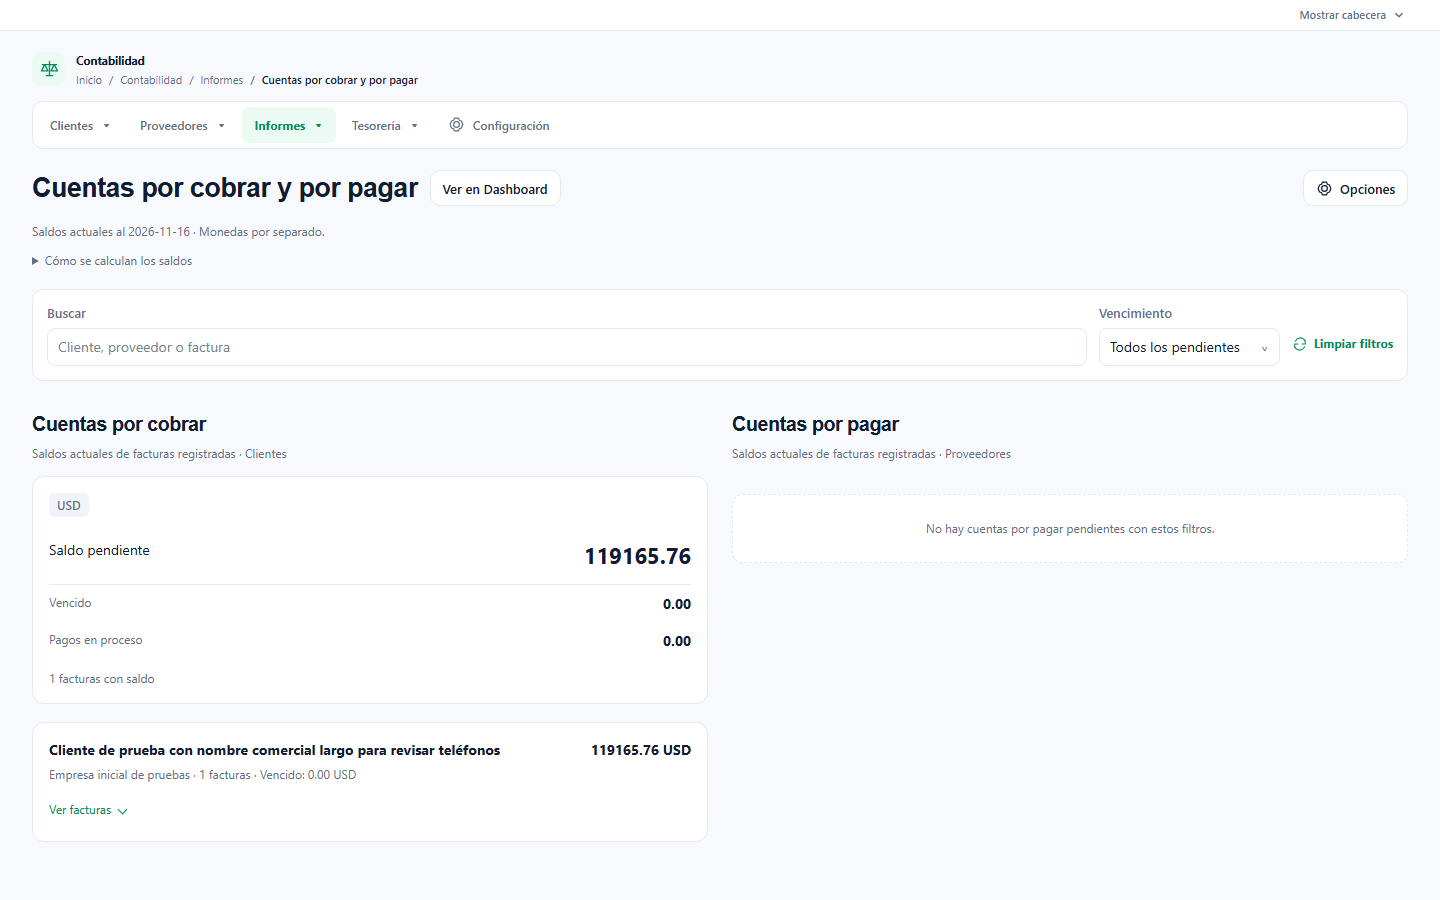 Mostrar cabecera
Contabilidad
Inicio / Contabilidad / Informes / Cuentas por cobrar y por pagar
Clientes Proveedores Informes Tesorería Configuración
Cuentas por cobrar y por pagar Ver en Dashboard Opciones
Saldos actuales al 2026-11-16 · Monedas por separado.
Cómo se calculan los saldos
Buscar Vencimiento
Cliente, proveedor o factura Todos los pendientes Limpiar filtros
Cuentas por cobrar
Saldos actuales de facturas registradas · Clientes
USD
Saldo pendiente 119165.76
Vencido 0.00
Pagos en proceso 0.00
1 facturas con saldo
Cliente de prueba con nombre comercial largo para revisar teléfonos 119165.76 USD
Empresa inicial de pruebas · 1 facturas · Vencido: 0.00 USD
Ver facturas
Cuentas por pagar
Saldos actuales de facturas registradas · Proveedores
No hay cuentas por pagar pendientes con estos filtros.